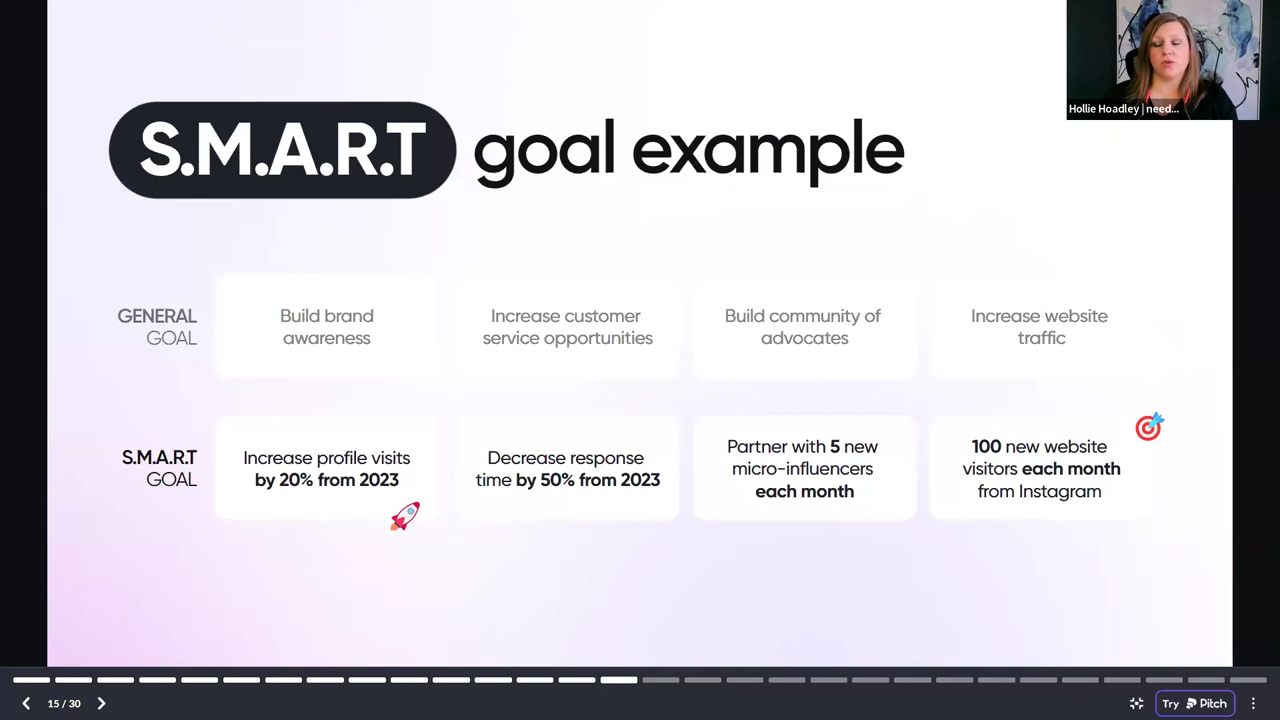 Hollie Hoadley | need...
S.M.A.R.T goal example
GENERAL
GOAL
Build brand
awareness
Increase customer
service opportunities
Build community of
advocates
Increase website
traffic
S.M.A.R.T
GOAL
Increase profile visits
by 20% from 2023
Decrease response
time by 50% from 2023
Partner with 5 new
micro-influencers
each month
100 new website
visitors each month
from Instagram
15 / 30
Try Pitch